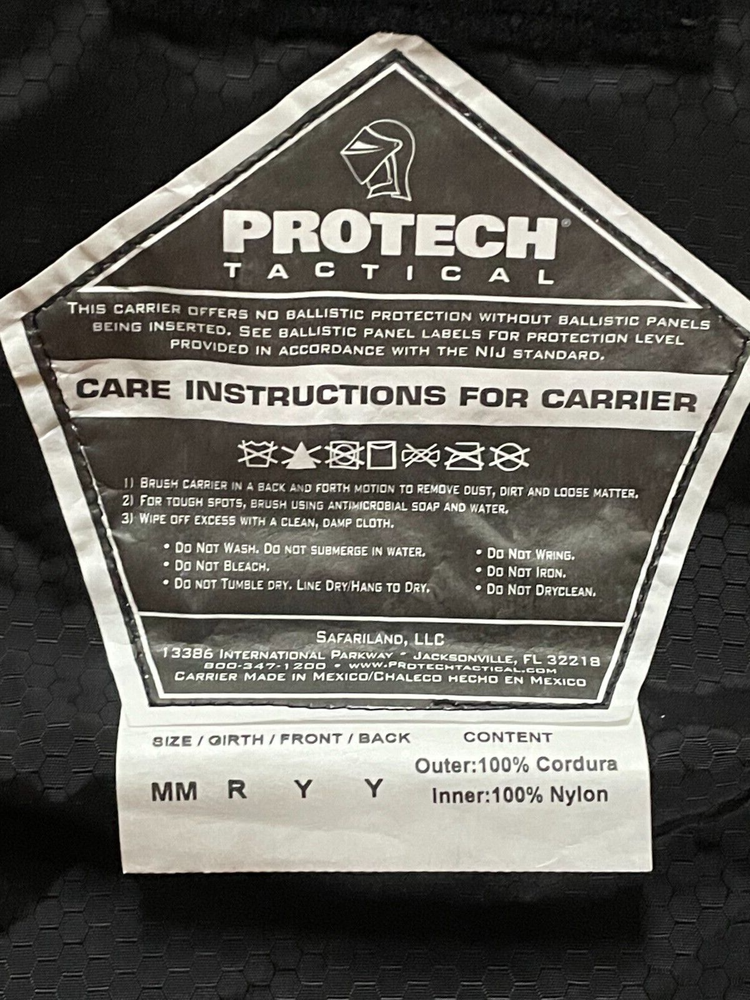 PROTECH®
TACTICAL
THIS CARRIER OFFERS NO BALLISTIC PROTECTION WITHOUT BALLISTIC PANELS
BEING INSERTED. SEE BALLISTIC PANEL LABELS FOR PROTECTION LEVEL
PROVIDED IN ACCORDANCE WITH THE NIJ STANDARD.
CARE INSTRUCTIONS FOR CARRIER
1) BRUSH CARRIER IN A BACK AND FORTH MOTION TO REMOVE DUST, DIRT AND LOOSE MATTER.
2) FOR TOUGH SPOTS, BRUSH USING ANTIMICROBIAL SOAP AND WATER.
3) WIPE OFF EXCESS WITH A CLEAN, DAMP CLOTH.
• DO NOT WASH. DO NOT SUBMERGE IN WATER.
• DO NOT BLEACH.
• DO NOT TUMBLE DRY. LINE DRY/HANG TO DRY.
• DO NOT WRING.
• DO NOT IRON.
• DO NOT DRYCLEAN.
SAFARILAND, LLC
13386 INTERNATIONAL PARKWAY • JACKSONVILLE, FL 32218
800-347-1200 • WWW.PROTECHTACTICAL.COM
CARRIER MADE IN MEXICO/CHALECO HECHO EN MEXICO
SIZE / GIRTH / FRONT / BACK CONTENT
MM R Y Y
Outer:100% Cordura
Inner:100% Nylon